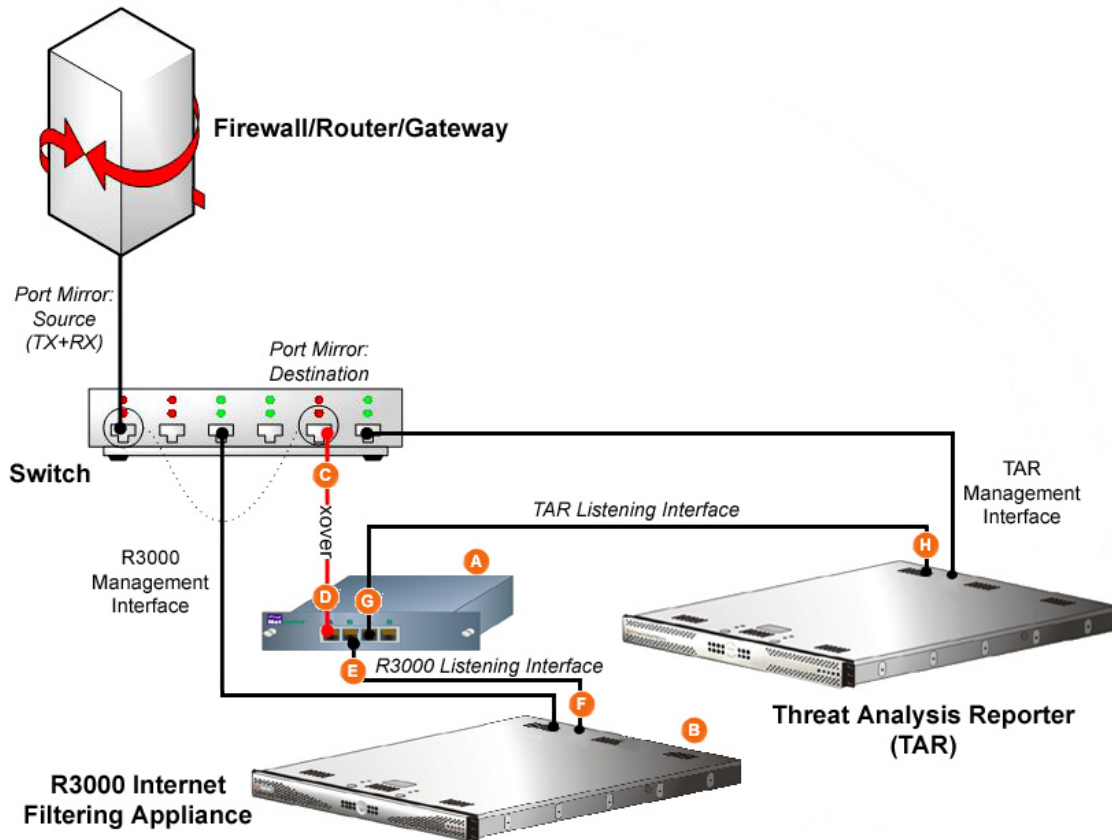 Firewall/Router/Gateway
Port Mirror:
Source
(TX+RX)
Port Mirror:
Destination
Switch
C
xover
TAR Listening Interface
TAR
Management
Interface
R3000
Management
Interface
A
H
D
G
Net
E
R3000 Listening Interface
F
B
Threat Analysis Reporter
(TAR)
R3000 Internet
Filtering Appliance